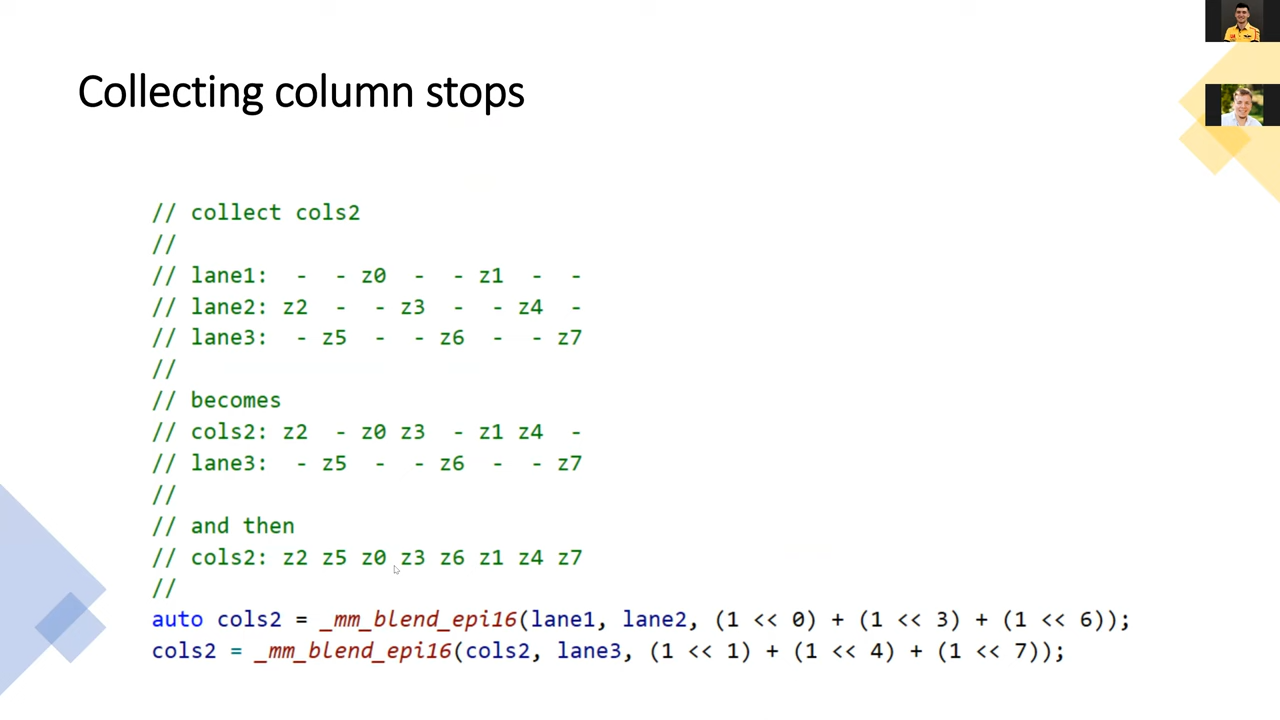 Collecting column stops
// collect cols2
//
// lane1:  -  - z0  -  - z1  -  -
// lane2: z2  -  - z3  -  - z4  -
// lane3:  - z5  -  - z6  -  - z7
//
// becomes
// cols2: z2  - z0 z3  - z1 z4  -
// lane3:  - z5  -  - z6  -  - z7
//
// and then
// cols2: z2 z5 z0 z3 z6 z1 z4 z7
//
auto cols2 = _mm_blend_epi16(lane1, lane2, (1 << 0) + (1 << 3) + (1 << 6));
cols2 = _mm_blend_epi16(cols2, lane3, (1 << 1) + (1 << 4) + (1 << 7));